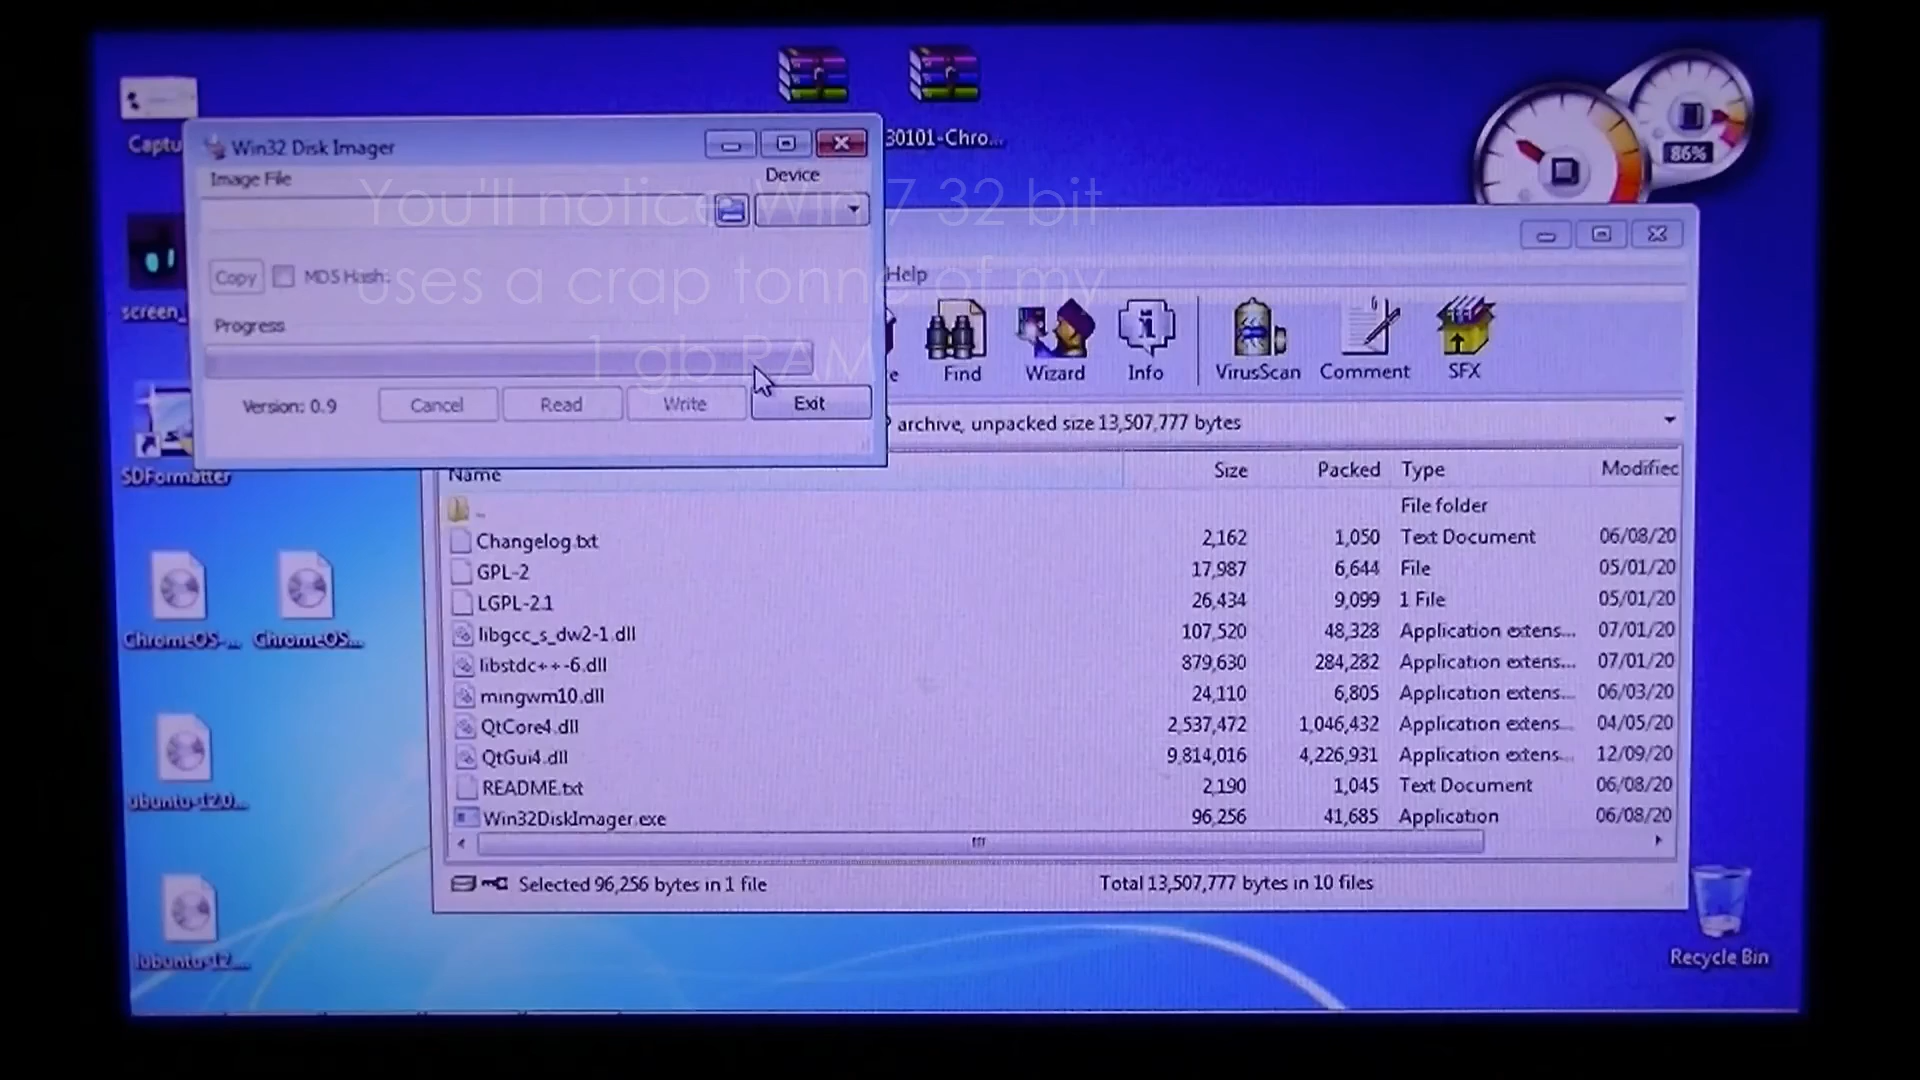 Captu
30101-Chro...
86%
Win32 Disk Imager
Image File
Device
You'll notice Win 7 32 bit
uses a crap tonne of my
1 gb RAM
Copy
MD5 Hash:
Progress
Version: 0.9
Cancel
Read
Write
Exit
Help
Find
Wizard
Info
VirusScan
Comment
SFX
archive, unpacked size 13,507,777 bytes
screen_
SDFormatter
ChromeOS-...
ChromeOS...
ubuntu-12.0...
lubuntu-12....
Name Size Packed Type Modified
.. File folder
Changelog.txt 2,162 1,050 Text Document 06/08/20
GPL-2 17,987 6,644 File 05/01/20
LGPL-2.1 26,434 9,099 1 File 05/01/20
libgcc_s_dw2-1.dll 107,520 48,328 Application extens... 07/01/20
libstdc++-6.dll 879,630 284,282 Application extens... 07/01/20
mingwm10.dll 24,110 6,805 Application extens... 06/03/20
QtCore4.dll 2,537,472 1,046,432 Application extens... 04/05/20
QtGui4.dll 9,814,016 4,226,931 Application extens... 12/09/20
README.txt 2,190 1,045 Text Document 06/08/20
Win32DiskImager.exe 96,256 41,685 Application 06/08/20
Selected 96,256 bytes in 1 file
Total 13,507,777 bytes in 10 files
Recycle Bin